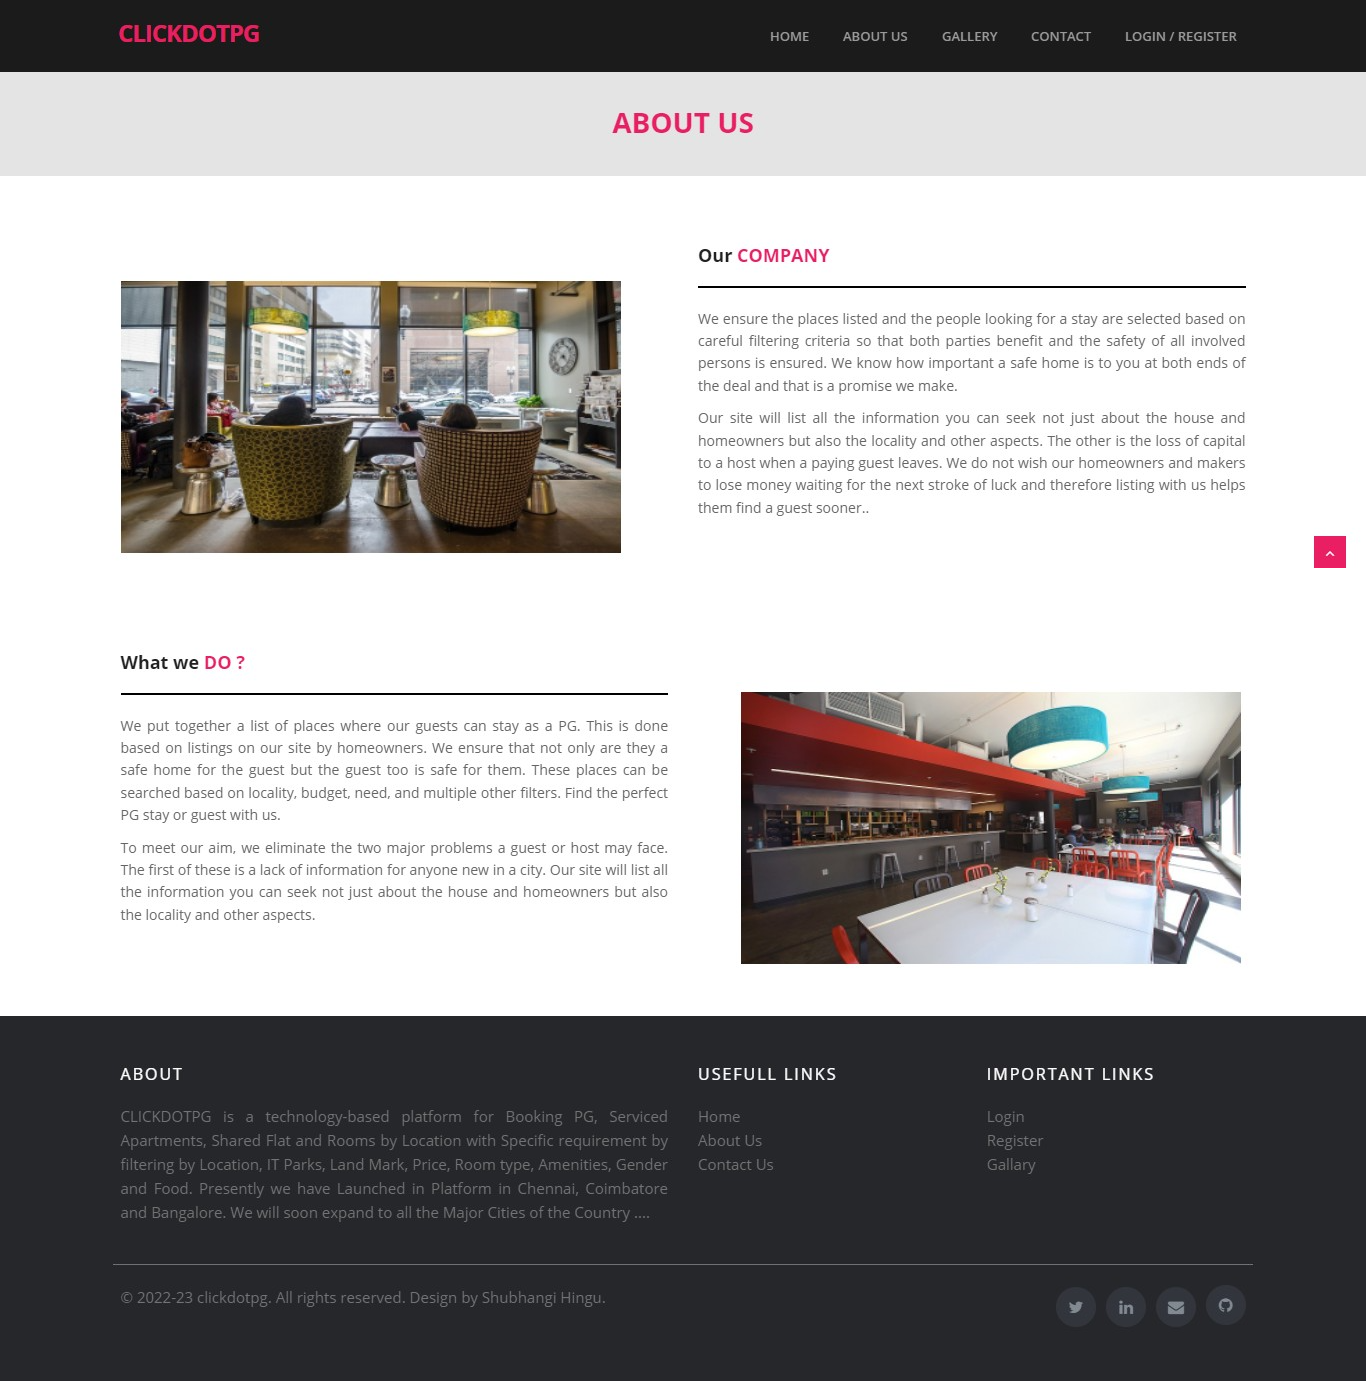 CLICKDOTPG
HOME ABOUT US GALLERY CONTACT LOGIN / REGISTER
ABOUT US
Our COMPANY
We ensure the places listed and the people looking for a stay are selected based on
careful filtering criteria so that both parties benefit and the safety of all involved
persons is ensured. We know how important a safe home is to you at both ends of
the deal and that is a promise we make.
Our site will list all the information you can seek not just about the house and
homeowners but also the locality and other aspects. The other is the loss of capital
to a host when a paying guest leaves. We do not wish our homeowners and makers
to lose money waiting for the next stroke of luck and therefore listing with us helps
them find a guest sooner..
What we DO ?
We put together a list of places where our guests can stay as a PG. This is done
based on listings on our site by homeowners. We ensure that not only are they a
safe home for the guest but the guest too is safe for them. These places can be
searched based on locality, budget, need, and multiple other filters. Find the perfect
PG stay or guest with us.
To meet our aim, we eliminate the two major problems a guest or host may face.
The first of these is a lack of information for anyone new in a city. Our site will list all
the information you can seek not just about the house and homeowners but also
the locality and other aspects.
ABOUT
CLICKDOTPG is a technology-based platform for Booking PG, Serviced
Apartments, Shared Flat and Rooms by Location with Specific requirement by
filtering by Location, IT Parks, Land Mark, Price, Room type, Amenities, Gender
and Food. Presently we have Launched in Platform in Chennai, Coimbatore
and Bangalore. We will soon expand to all the Major Cities of the Country ....
USEFULL LINKS
Home
About Us
Contact Us
IMPORTANT LINKS
Login
Register
Gallary
© 2022-23 clickdotpg. All rights reserved. Design by Shubhangi Hingu.